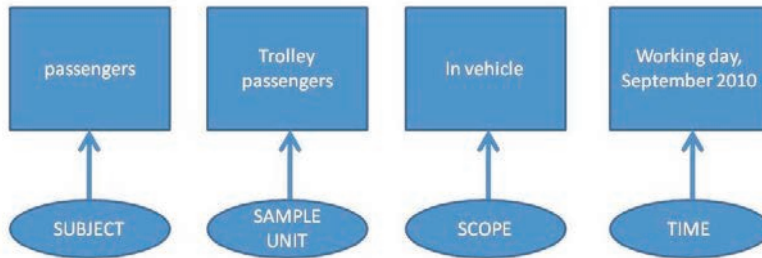 passengers
Trolley
passengers
In vehicle
Working day,
September 2010
SUBJECT
SAMPLE
UNIT
SCOPE
TIME